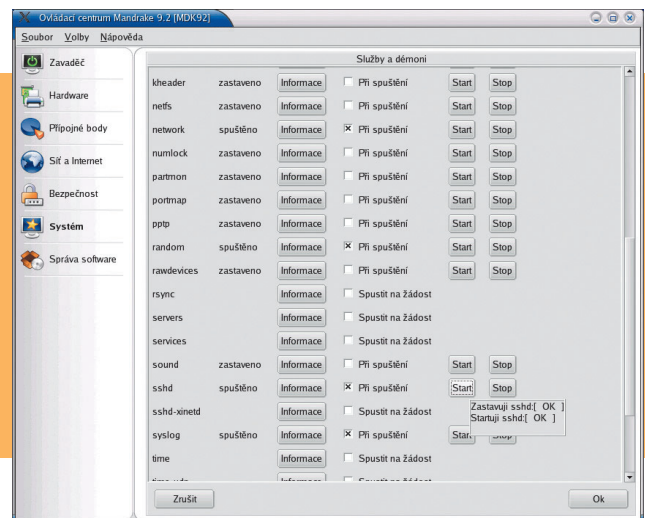 Ovládací centrum Mandrake 9.2 [MDK92]
Soubor Volby Nápověda
Zavaděč
Hardware
Přípojné body
Síť a Internet
Bezpečnost
Systém
Správa software
Služby a démoni
kheader zastaveno Informace Při spuštění Start Stop
netfs zastaveno Informace Při spuštění Start Stop
network spuštěno Informace Při spuštění Start Stop
numlock zastaveno Informace Při spuštění Start Stop
partmon zastaveno Informace Při spuštění Start Stop
portmap zastaveno Informace Při spuštění Start Stop
pptp zastaveno Informace Při spuštění Start Stop
random spuštěno Informace Při spuštění Start Stop
rawdevices zastaveno Informace Při spuštění Start Stop
rsync Informace Spustit na žádost
servers Informace Spustit na žádost
services Informace Spustit na žádost
sound zastaveno Informace Při spuštění Start Stop
sshd spuštěno Informace Při spuštění Start Stop
Zastavuji sshd:[ OK ]
Startuji sshd:[ OK ]
sshd-xinetd Informace Spustit na žádost
syslog spuštěno Informace Při spuštění Start Stop
time Informace Spustit na žádost
Zrušit
Ok